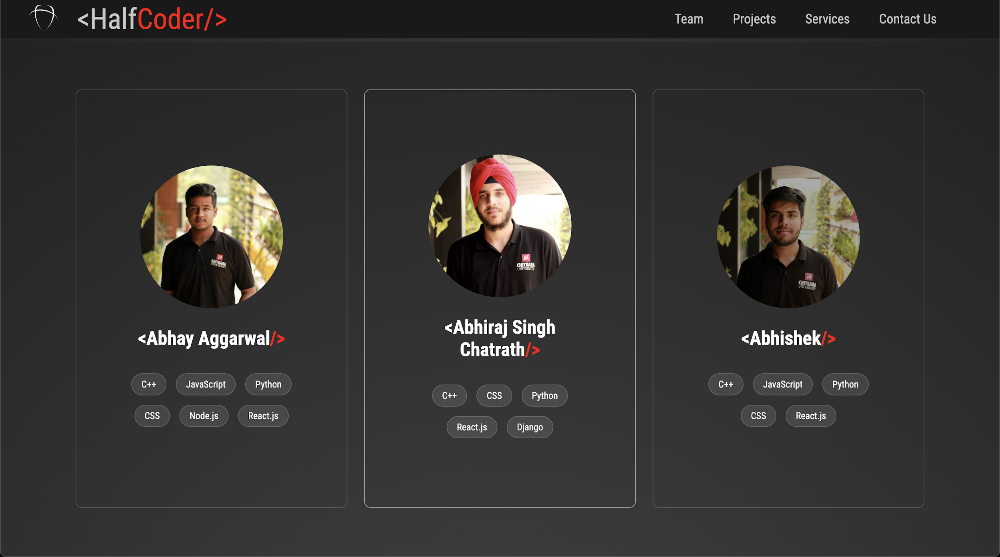 <HalfCoder/>
Team Projects Services Contact Us
CHITKARA
UNIVERSITY
<Abhay Aggarwal/>
C++ JavaScript Python
CSS Node.js React.js
CHITKARA
UNIVERSITY
<Abhiraj Singh
Chatrath/>
C++ CSS Python
React.js Django
CHITKARA
UNIVERSITY
<Abhishek/>
C++ JavaScript Python
CSS React.js